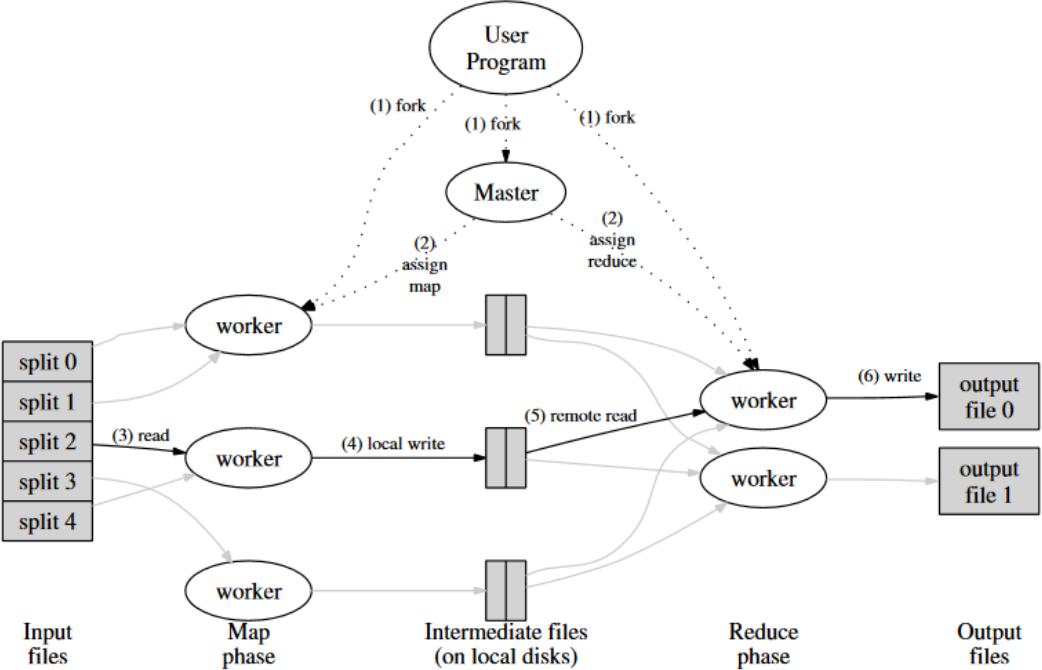 User
Program
(1) fork
(1) fork
(1) fork
Master
(2)
assign
map
(2)
assign
reduce
split 0
split 1
split 2
split 3
split 4
(3) read
worker
worker
worker
(4) local write
(5) remote read
worker
worker
(6) write
output
file 0
output
file 1
Input
files
Map
phase
Intermediate files
(on local disks)
Reduce
phase
Output
files